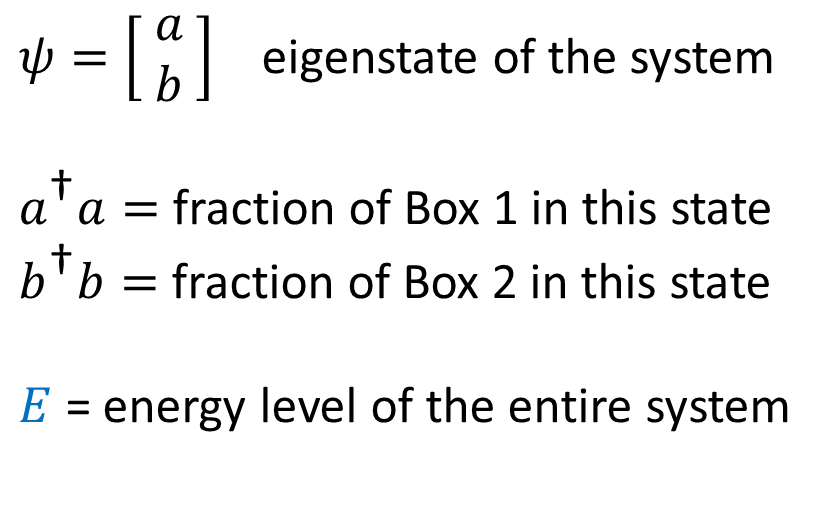 ψ = [a b] eigenstate of the system
a†a = fraction of Box 1 in this state
b†b = fraction of Box 2 in this state
E = energy level of the entire system